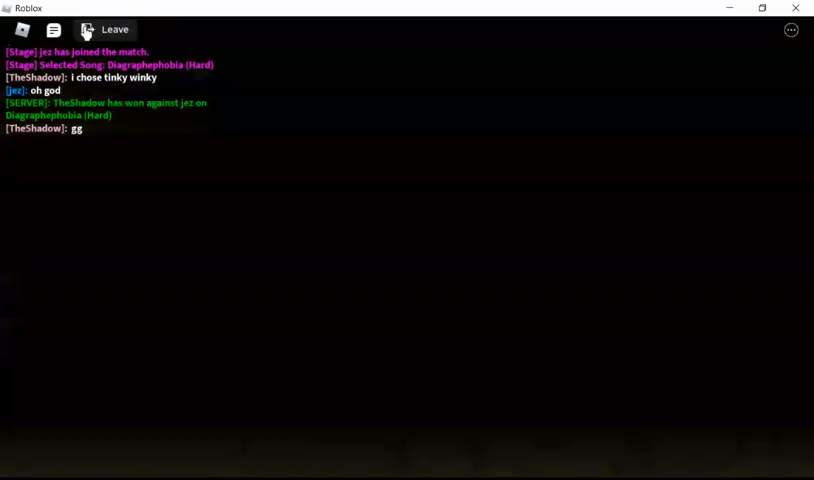 Roblox
Leave
[Stage] jez has joined the match.
[Stage] Selected Song: Diagraphephobia (Hard)
[TheShadow]: i chose tinky winky
[jez]: oh god
[SERVER]: TheShadow has won against jez on
Diagraphephobia (Hard)
[TheShadow]: gg